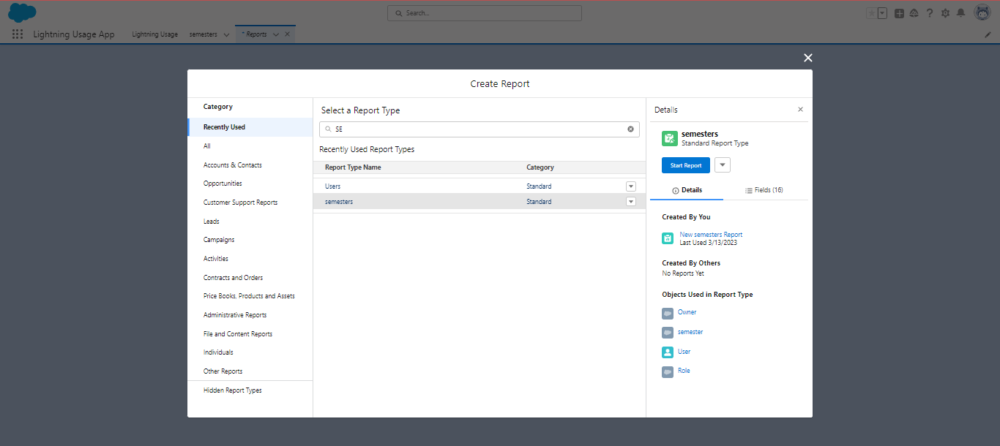 Search...
Lightning Usage App
Lightning Usage
semesters
* Reports
Create Report
Category
Recently Used
All
Accounts & Contacts
Opportunities
Customer Support Reports
Leads
Campaigns
Activities
Contracts and Orders
Price Books, Products and Assets
Administrative Reports
File and Content Reports
Individuals
Other Reports
Hidden Report Types
Select a Report Type
SE
Recently Used Report Types
Report Type Name Category
Users Standard
semesters Standard
Details
semesters
Standard Report Type
Start Report
Details
Fields (16)
Created By You
New semesters Report
Last Used 3/13/2023
Created By Others
No Reports Yet
Objects Used in Report Type
Owner
semester
User
Role